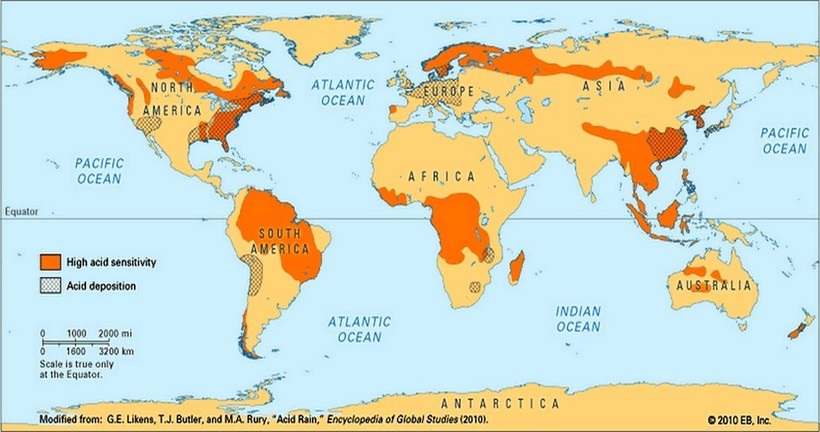 ATLANTIC
OCEAN
NORTH
AMERICA
EUROPE
ASIA
PACIFIC
OCEAN
PACIFIC
OCEAN
AFRICA
Equator
SOUTH
AMERICA
High acid sensitivity
Acid deposition
AUSTRALIA
ATLANTIC
OCEAN
INDIAN
OCEAN
0 1000 2000 mi
0 1600 3200 km
Scale is true only
at the Equator.
ANTARCTICA
Modified from: G.E. Likens, T.J. Butler, and M.A. Rury, "Acid Rain," Encyclopedia of Global Studies (2010).
© 2010 EB, Inc.